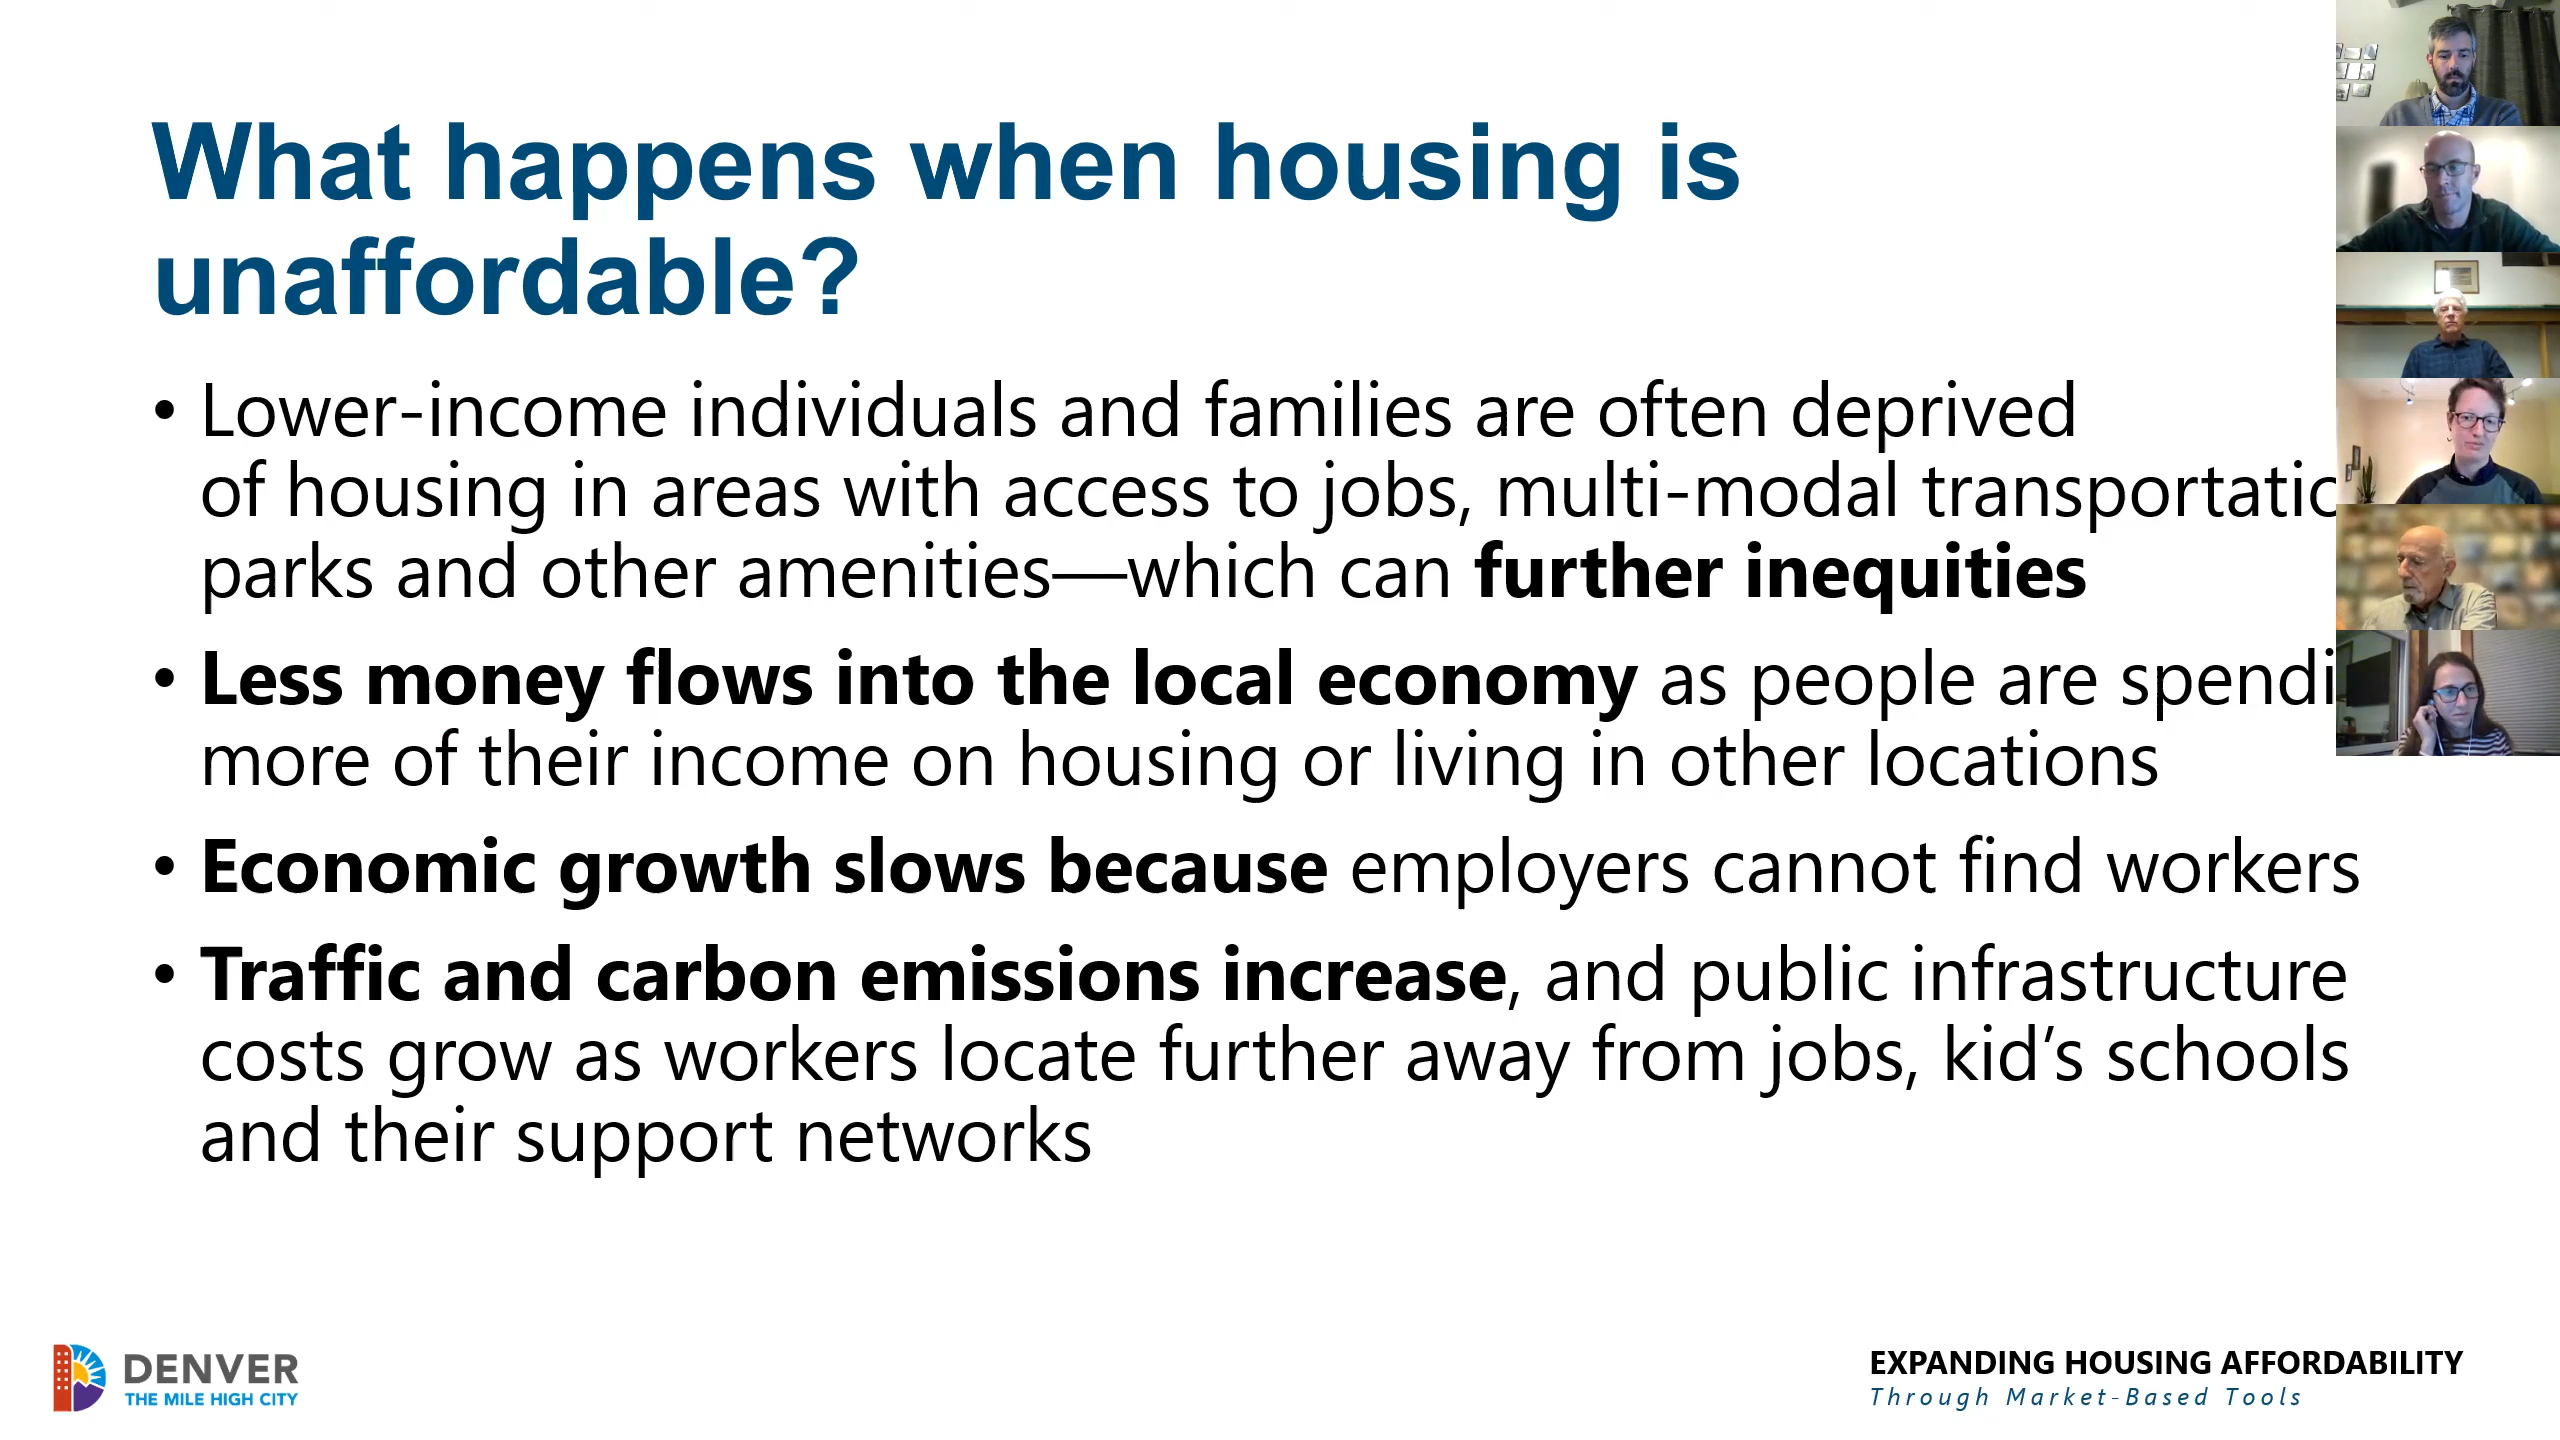 What happens when housing is
unaffordable?
• Lower-income individuals and families are often deprived
of housing in areas with access to jobs, multi-modal
parks and other amenities—which can further inequities
• Less money flows into the local economy as people are
more of their income on housing or living in other locations
• Economic growth slows because employers cannot find workers
• Traffic and carbon emissions increase, and public infrastructure
costs grow as workers locate further away from jobs, kid’s schools
and their support networks
DENVER
THE MILE HIGH CITY
EXPANDING HOUSING AFFORDABILITY
Through Market-Based Tools